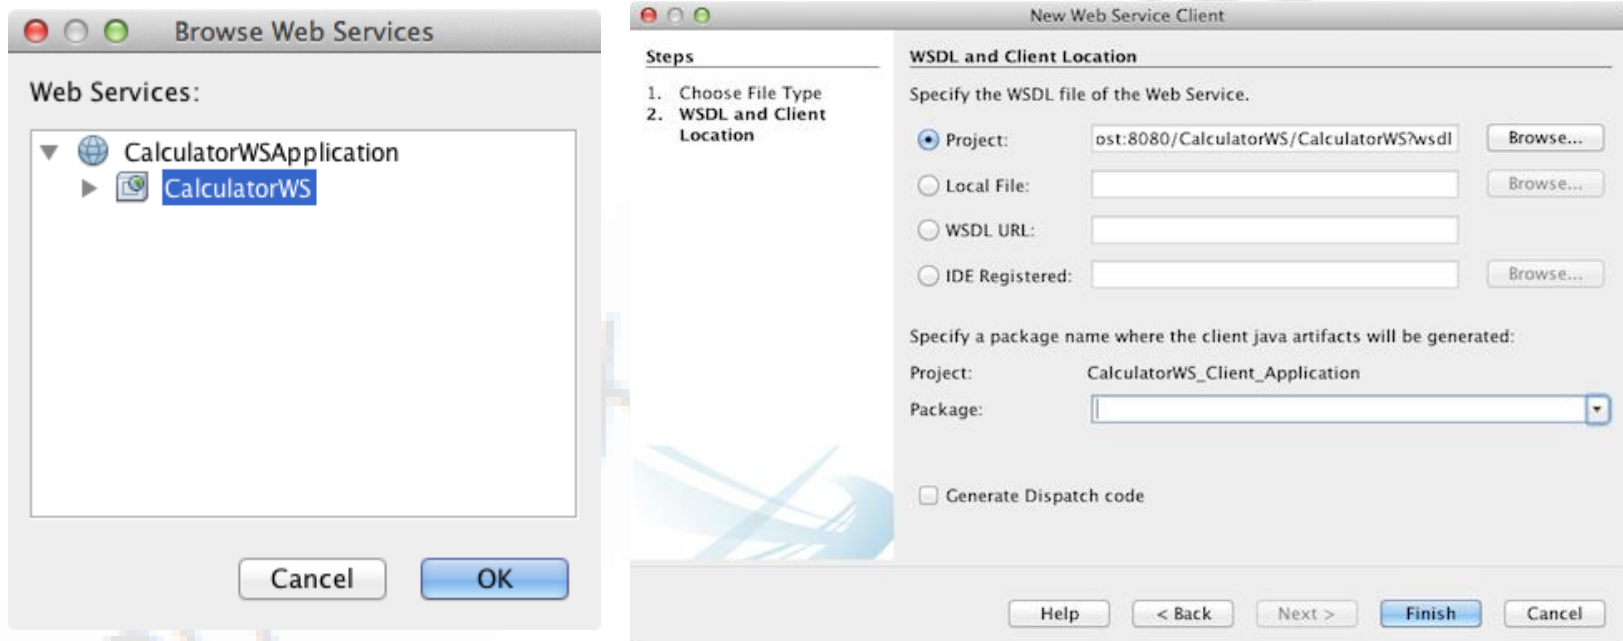 Browse Web Services
Web Services:
CalculatorWSApplication
CalculatorWS
Cancel OK
New Web Service Client
Steps
1. Choose File Type
2. WSDL and Client
Location
WSDL and Client Location
Specify the WSDL file of the Web Service.
Project: ost:8080/CalculatorWS/CalculatorWS?wsdl Browse...
Local File: Browse...
WSDL URL:
IDE Registered: Browse...
Specify a package name where the client java artifacts will be generated:
Project: CalculatorWS_Client_Application
Package:
Generate Dispatch code
Help < Back Next > Finish Cancel